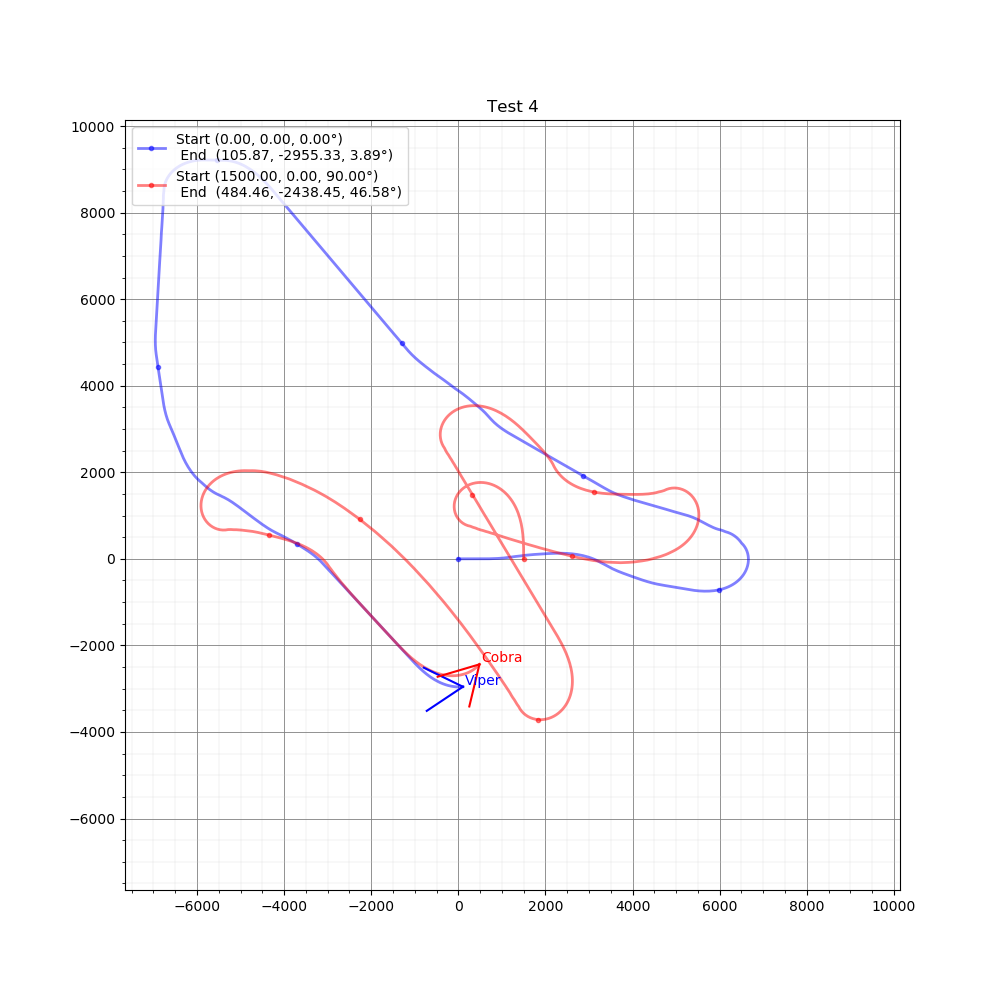 Test 4
Start (0.00, 0.00, 0.00°)
End (105.87, -2955.33, 3.89°)
Start (1500.00, 0.00, 90.00°)
End (484.46, -2438.45, 46.58°)
10000
8000
6000
4000
2000
0
−2000
−4000
−6000
Cobra
Viper
−6000 −4000 −2000 0 2000 4000 6000 8000 10000